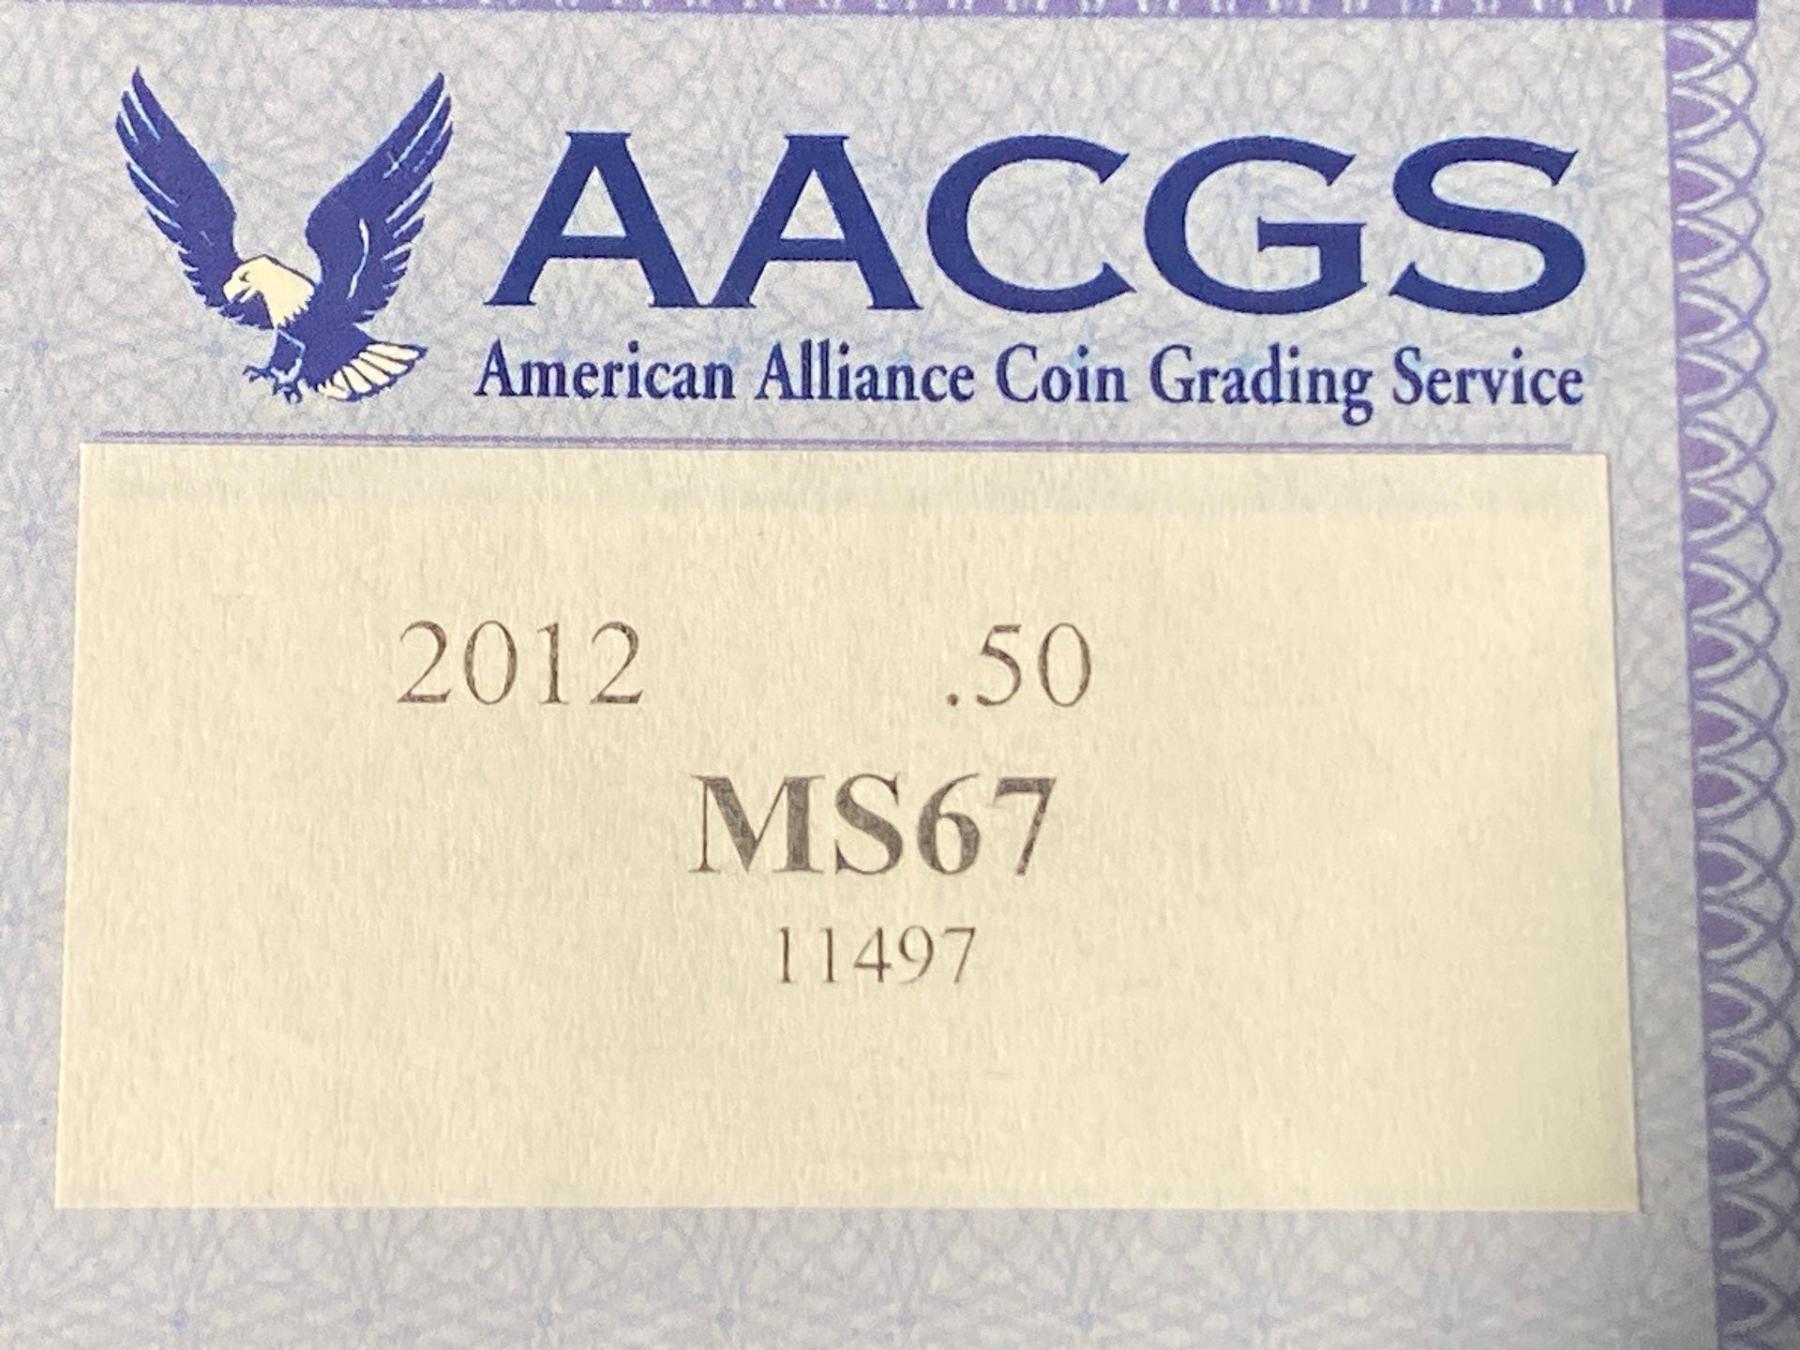 AACGS
American Alliance Coin Grading Service
2012 .50
MS67
11497